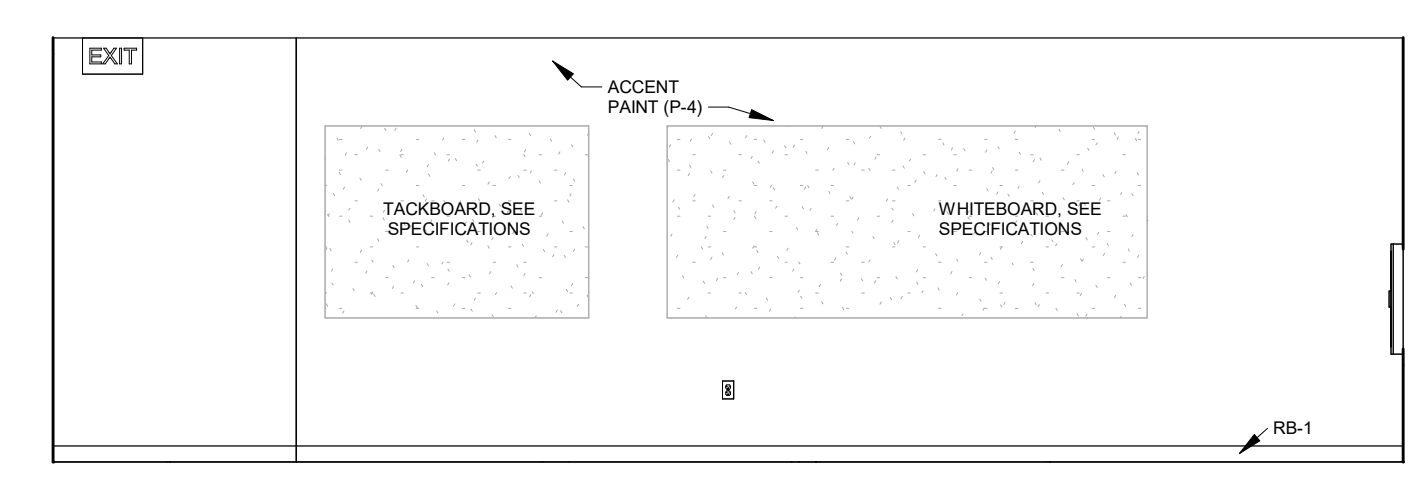 EXIT
ACCENT
PAINT (P-4)
TACKBOARD, SEE
SPECIFICATIONS
WHITEBOARD, SEE
SPECIFICATIONS
RB-1